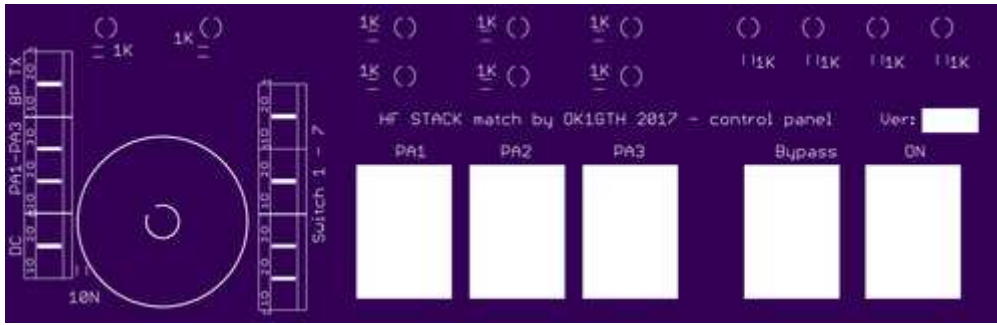 1K 1K 1K 1K 1K
1K 1K 1K 1K
1K 1K 1K
HF STACK match by OK1GTH 2017 - control panel Ver:
PA1 PA2 PA3 Bypass ON
BP TX
PA1-PA3
DC
Switch 1 - 7
10N